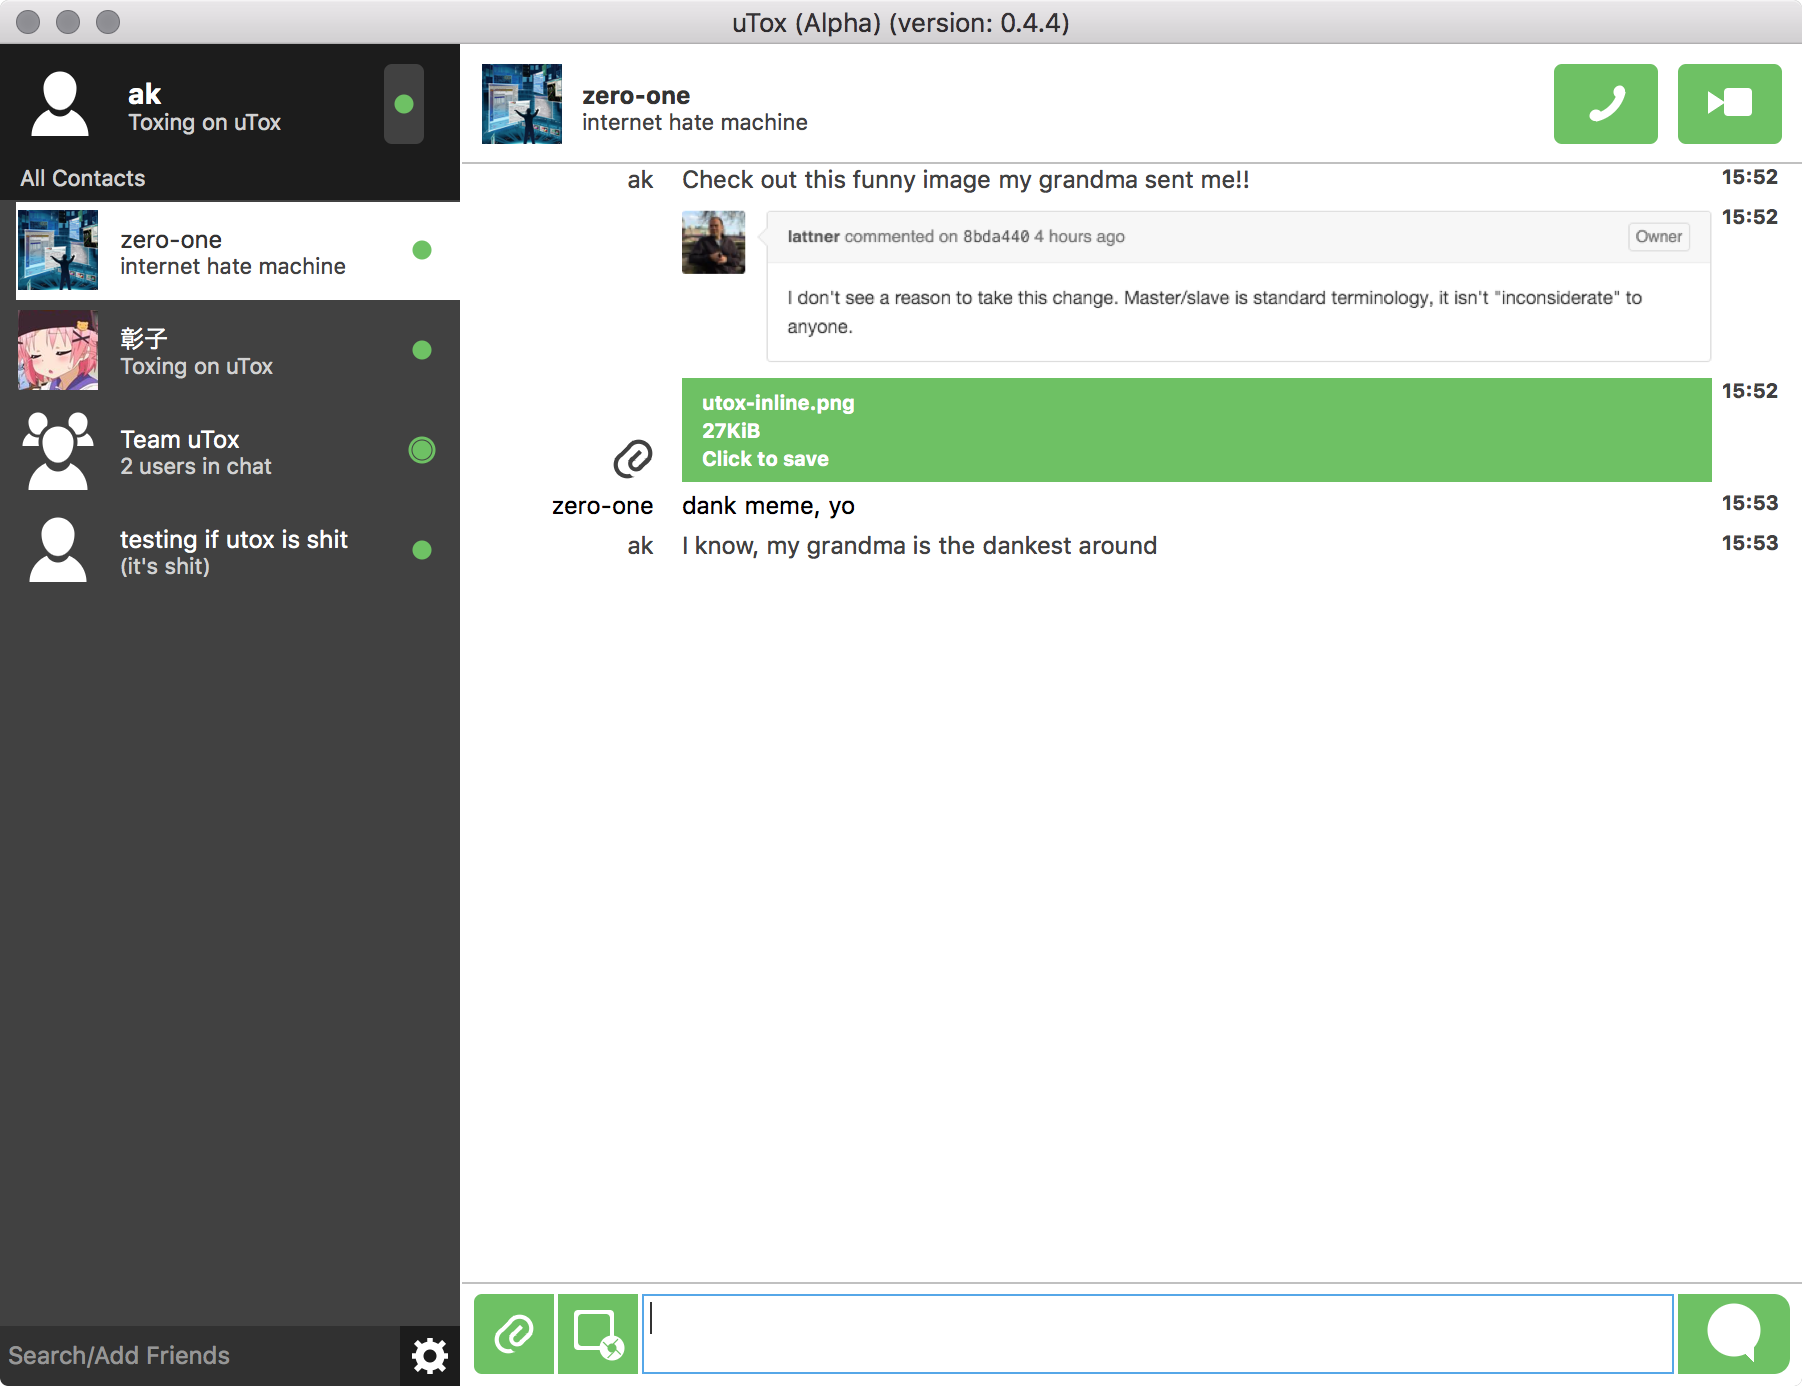 uTox (Alpha) (version: 0.4.4)
ak
Toxing on uTox
All Contacts
zero-one
internet hate machine
彰子
Toxing on uTox
Team uTox
2 users in chat
testing if utox is shit
(it's shit)
Search/Add Friends
zero-one
internet hate machine
ak Check out this funny image my grandma sent me!! 15:52
lattner commented on 8bda440 4 hours ago Owner 15:52
I don't see a reason to take this change. Master/slave is standard terminology, it isn't "inconsiderate" to
anyone.
utox-inline.png 15:52
27KiB
Click to save
zero-one dank meme, yo 15:53
ak I know, my grandma is the dankest around 15:53